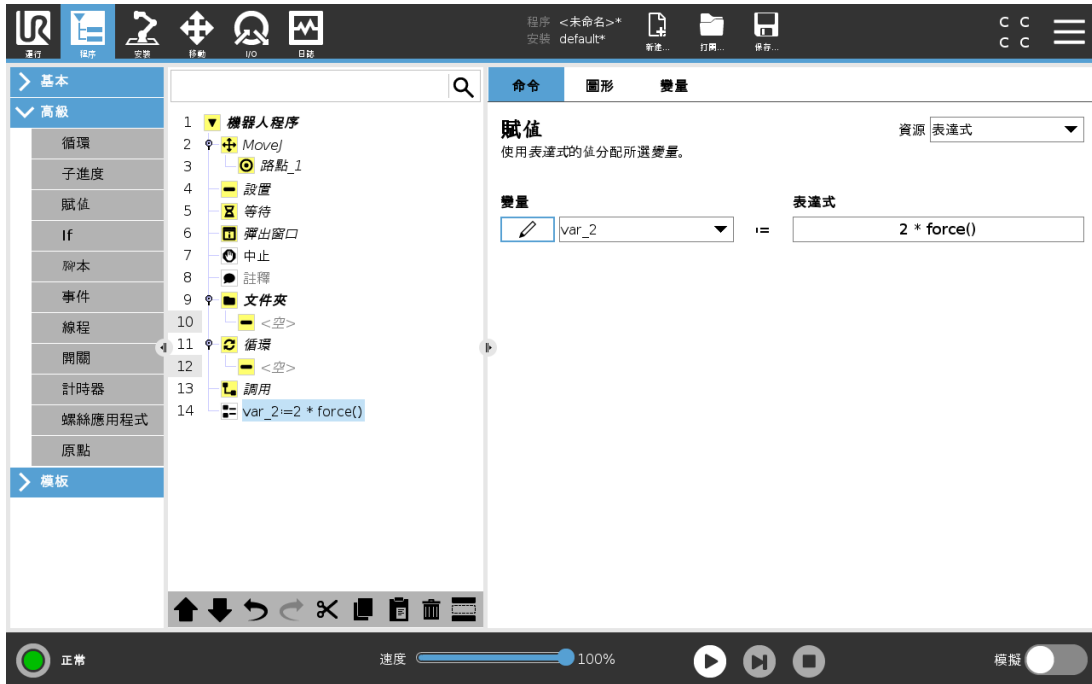 UR
運行
程序
安裝
移動
I/O
日誌
程序 <未命名>*
安裝 default*
新建...
打開...
保存...
C C
C C
基本
高級
循環
子進度
賦值
If
腳本
事件
線程
開關
計時器
螺絲應用程式
原點
模板
1 機器人程序
2 MoveJ
3 路點_1
4 設置
5 等待
6 彈出窗口
7 中止
8 註釋
9 文件夾
10 <空>
11 循環
12 <空>
13 調用
14 var_2:=2 * force()
命令 圖形 變量
賦值
資源 表達式
使用表達式的值分配所選變量。
變量 表達式
var_2 := 2 * force()
正常
速度 100%
模擬